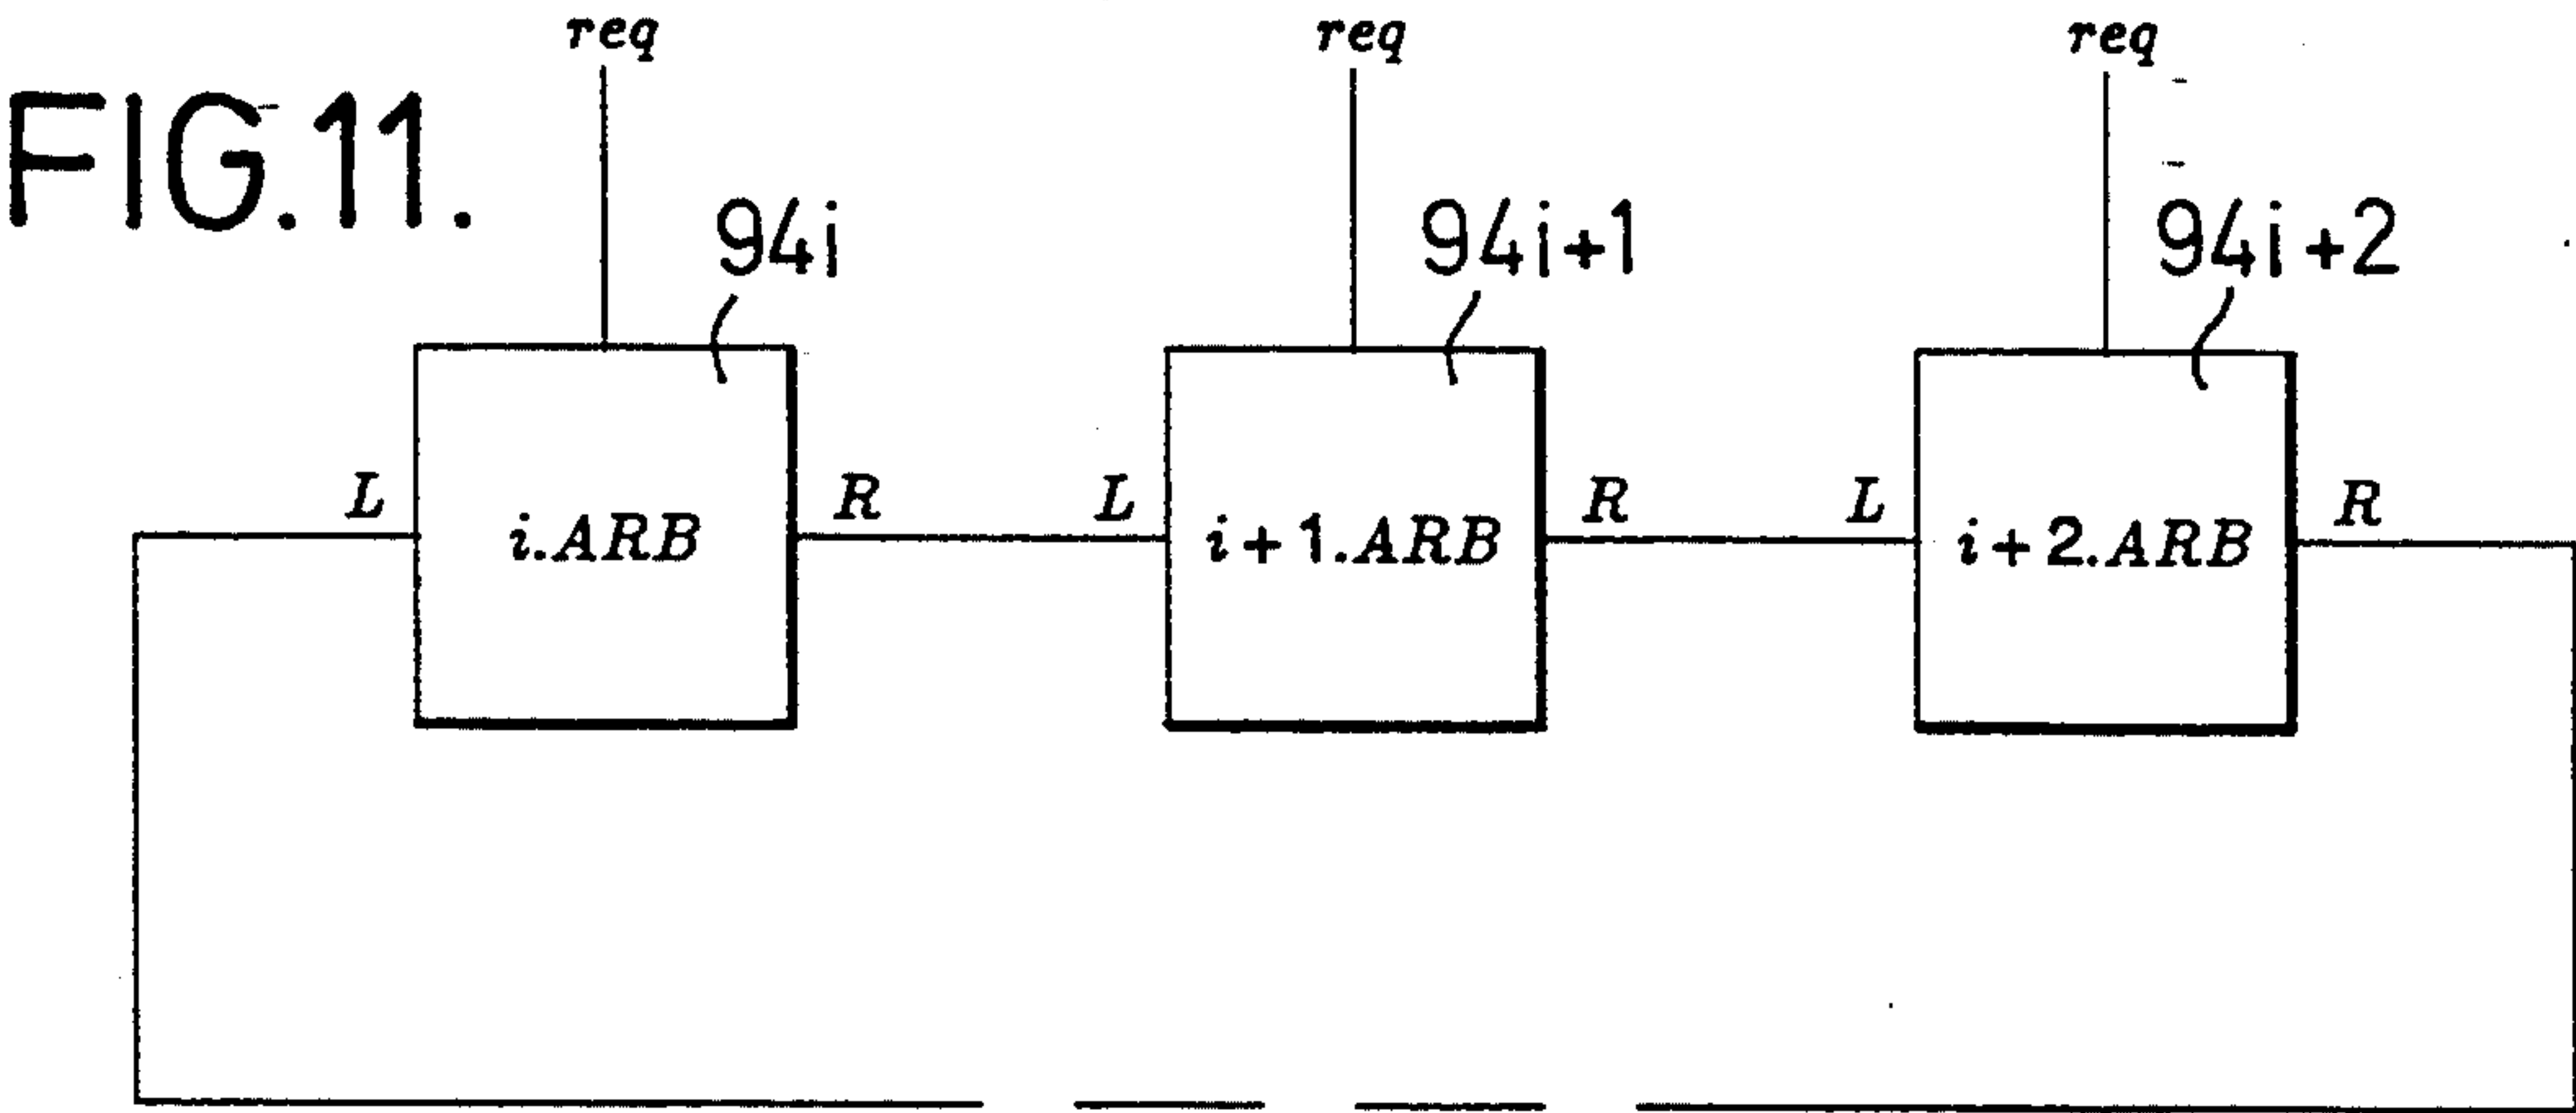 req req req
FIG.11.
94i 94i+1 94i+2
L R L R L R
i.ARB i+1.ARB i+2.ARB